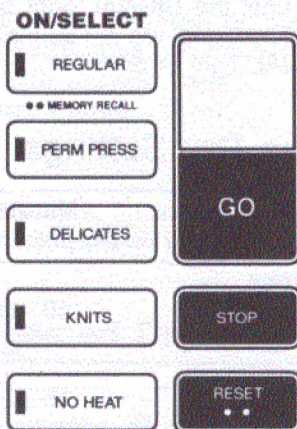 ON/SELECT
REGULAR
●● MEMORY RECALL
PERM PRESS
GO
DELICATES
KNITS
STOP
NO HEAT
RESET
●●